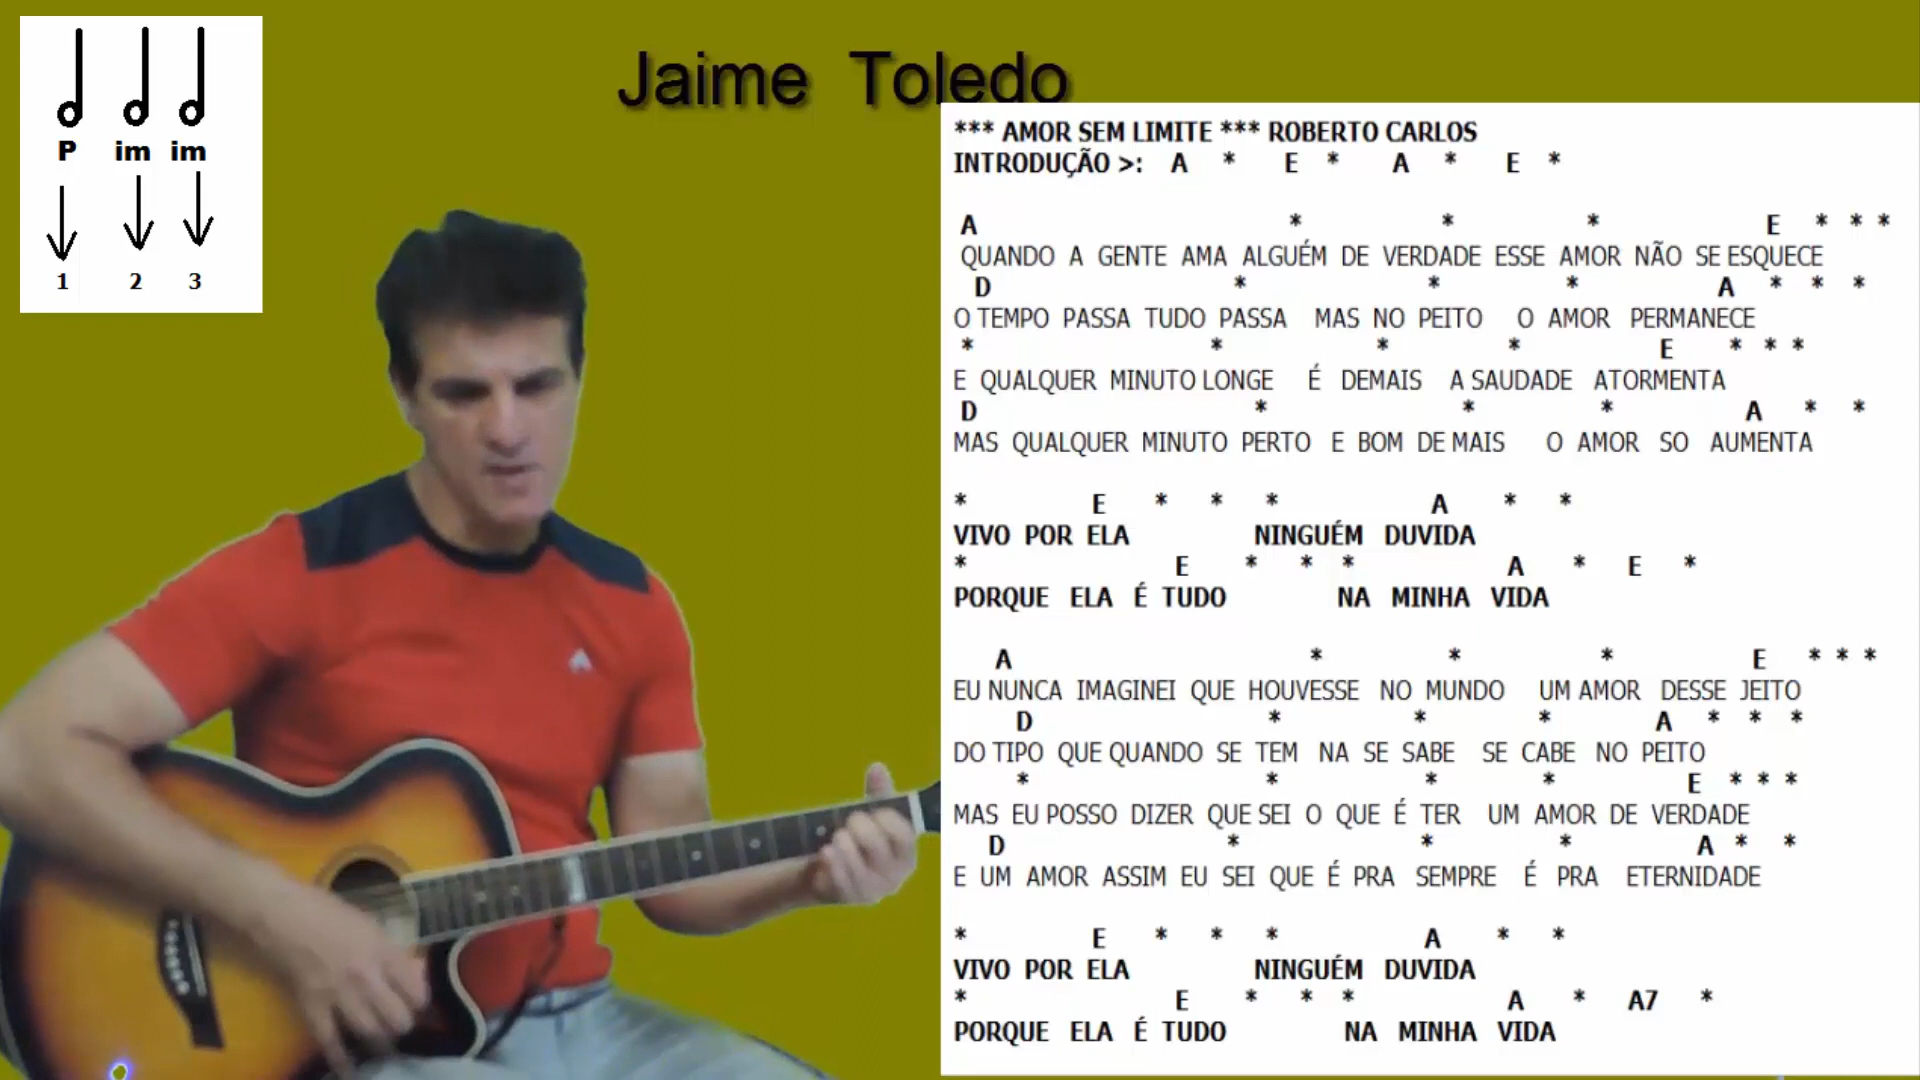 Jaime Toledo
P im im
1 2 3
*** AMOR SEM LIMITE *** ROBERTO CARLOS
INTRODUÇÃO >: A * E * A * E *
A * * * E * * *
QUANDO A GENTE AMA ALGUÉM DE VERDADE ESSE AMOR NÃO SE ESQUECE
D * * * A * * *
O TEMPO PASSA TUDO PASSA MAS NO PEITO O AMOR PERMANECE
* * * * E * * *
E QUALQUER MINUTO LONGE É DEMAIS A SAUDADE ATORMENTA
D * * * A * *
MAS QUALQUER MINUTO PERTO E BOM DE MAIS O AMOR SO AUMENTA
* E * * * A * *
VIVO POR ELA NINGUÉM DUVIDA
* E * * * A * E *
PORQUE ELA É TUDO NA MINHA VIDA
A * * * E * * *
EU NUNCA IMAGINEI QUE HOUVESSE NO MUNDO UM AMOR DESSE JEITO
D * * * A * * *
DO TIPO QUE QUANDO SE TEM NA SE SABE SE CABE NO PEITO
* * * * E * * *
MAS EU POSSO DIZER QUE SEI O QUE É TER UM AMOR DE VERDADE
D * * * A * *
E UM AMOR ASSIM EU SEI QUE É PRA SEMPRE É PRA ETERNIDADE
* E * * * A * *
VIVO POR ELA NINGUÉM DUVIDA
* E * * * A * A7 *
PORQUE ELA É TUDO NA MINHA VIDA